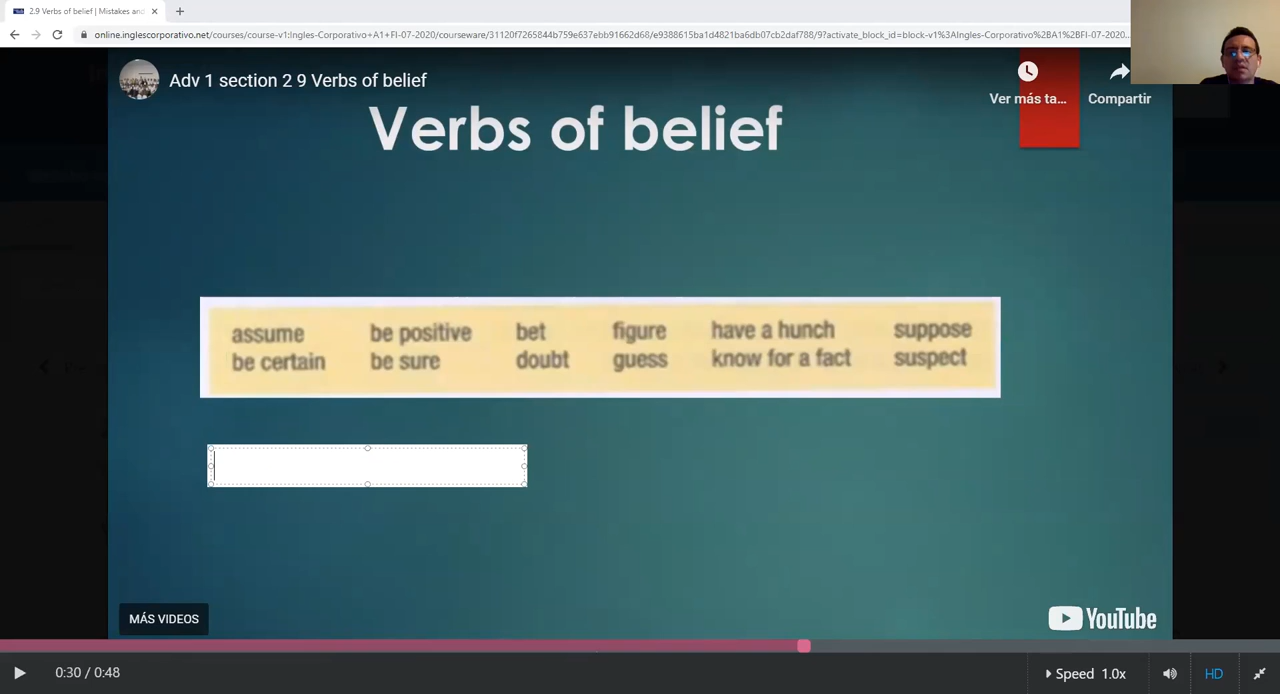 2.9 Verbs of belief | Mistakes and
online.inglescorporativo.net/courses/course-v1:Ingles-Corporativo+A1+FI-07-2020/courseware/31120f7265844b759e637ebb91662d68/e9388615ba1d4821ba6db07cb2daf788/9?activate_block_id=block-v1%3AIngles-Corporativo%2BA1%2BFI-07-2020...
Adv 1 section 2 9 Verbs of belief
Ver más ta... Compartir
Verbs of belief
assume be positive bet figure have a hunch suppose
be certain be sure doubt guess know for a fact suspect
MÁS VIDEOS
YouTube
0:30 / 0:48
Speed 1.0x
HD